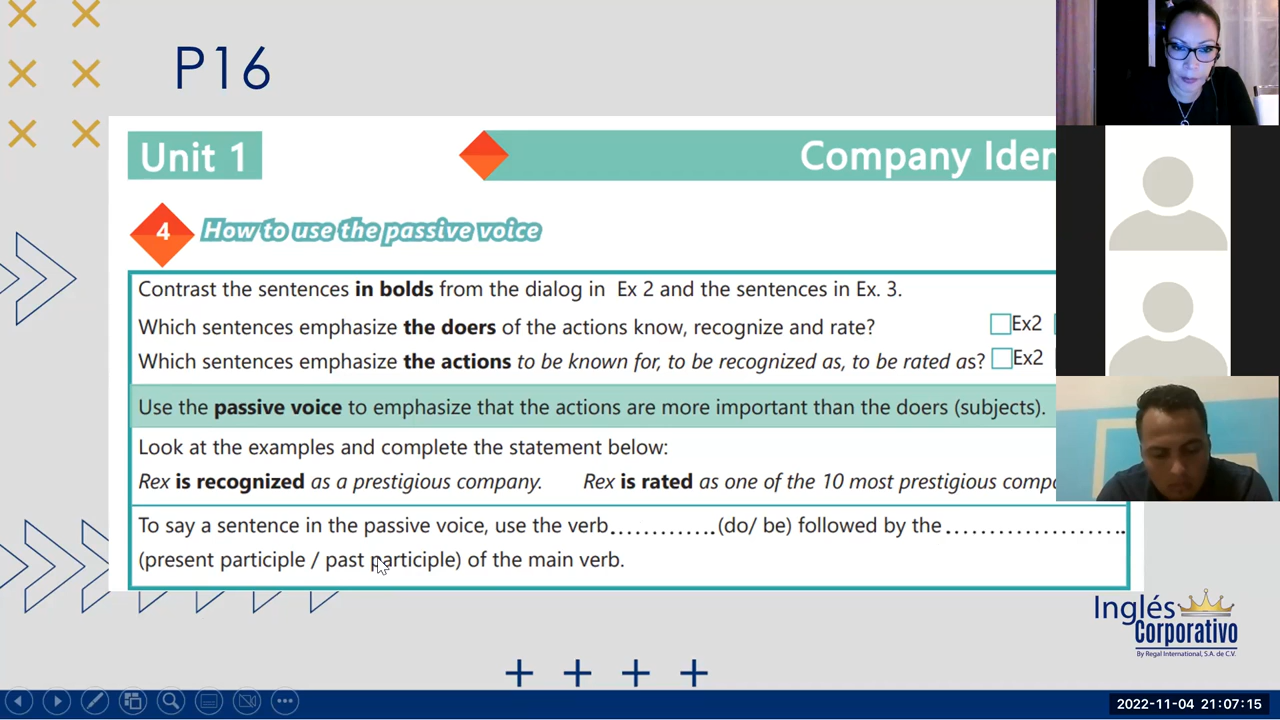 P16
Unit 1
Company Iden
4 How to use the passive voice
Contrast the sentences in bolds from the dialog in Ex 2 and the sentences in Ex. 3.
Which sentences emphasize the doers of the actions know, recognize and rate? Ex2
Which sentences emphasize the actions to be known for, to be recognized as, to be rated as? Ex2
Use the passive voice to emphasize that the actions are more important than the doers (subjects).
Look at the examples and complete the statement below:
Rex is recognized as a prestigious company. Rex is rated as one of the 10 most prestigious comp
To say a sentence in the passive voice, use the verb............(do/ be) followed by the .....................
(present participle / past participle) of the main verb.
Inglés
Corporativo
By Regal International, S.A. de C.V.
2022-11-04 21:07:15